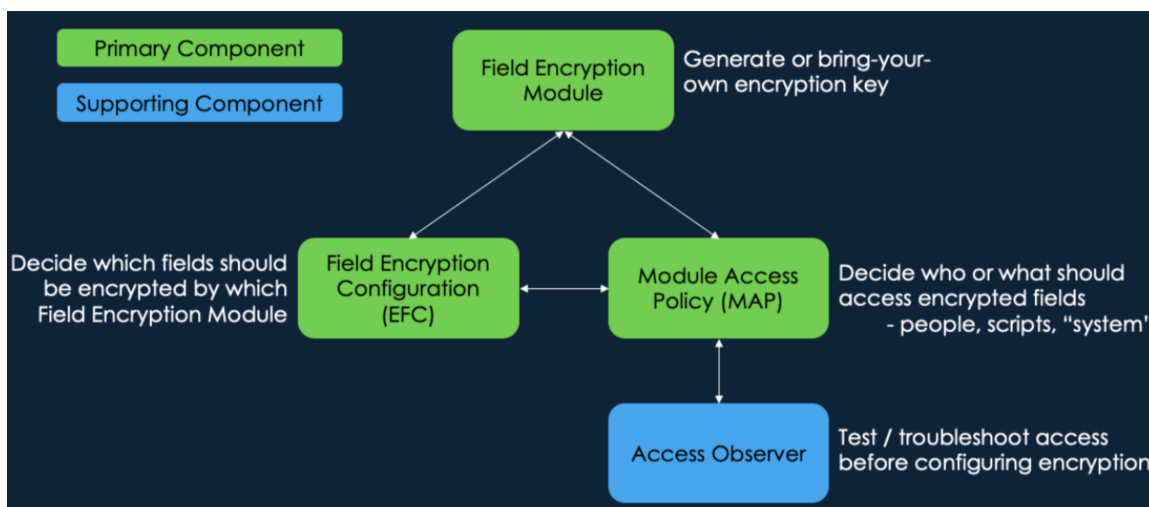 Primary Component
Supporting Component
Field Encryption
Module
Generate or bring-your-
own encryption key
Decide which fields should
be encrypted by which
Field Encryption Module
Field Encryption
Configuration
(EFC)
Module Access
Policy (MAP)
Decide who or what should
access encrypted fields
- people, scripts, “system”
Access Observer
Test / troubleshoot access
before configuring encryption